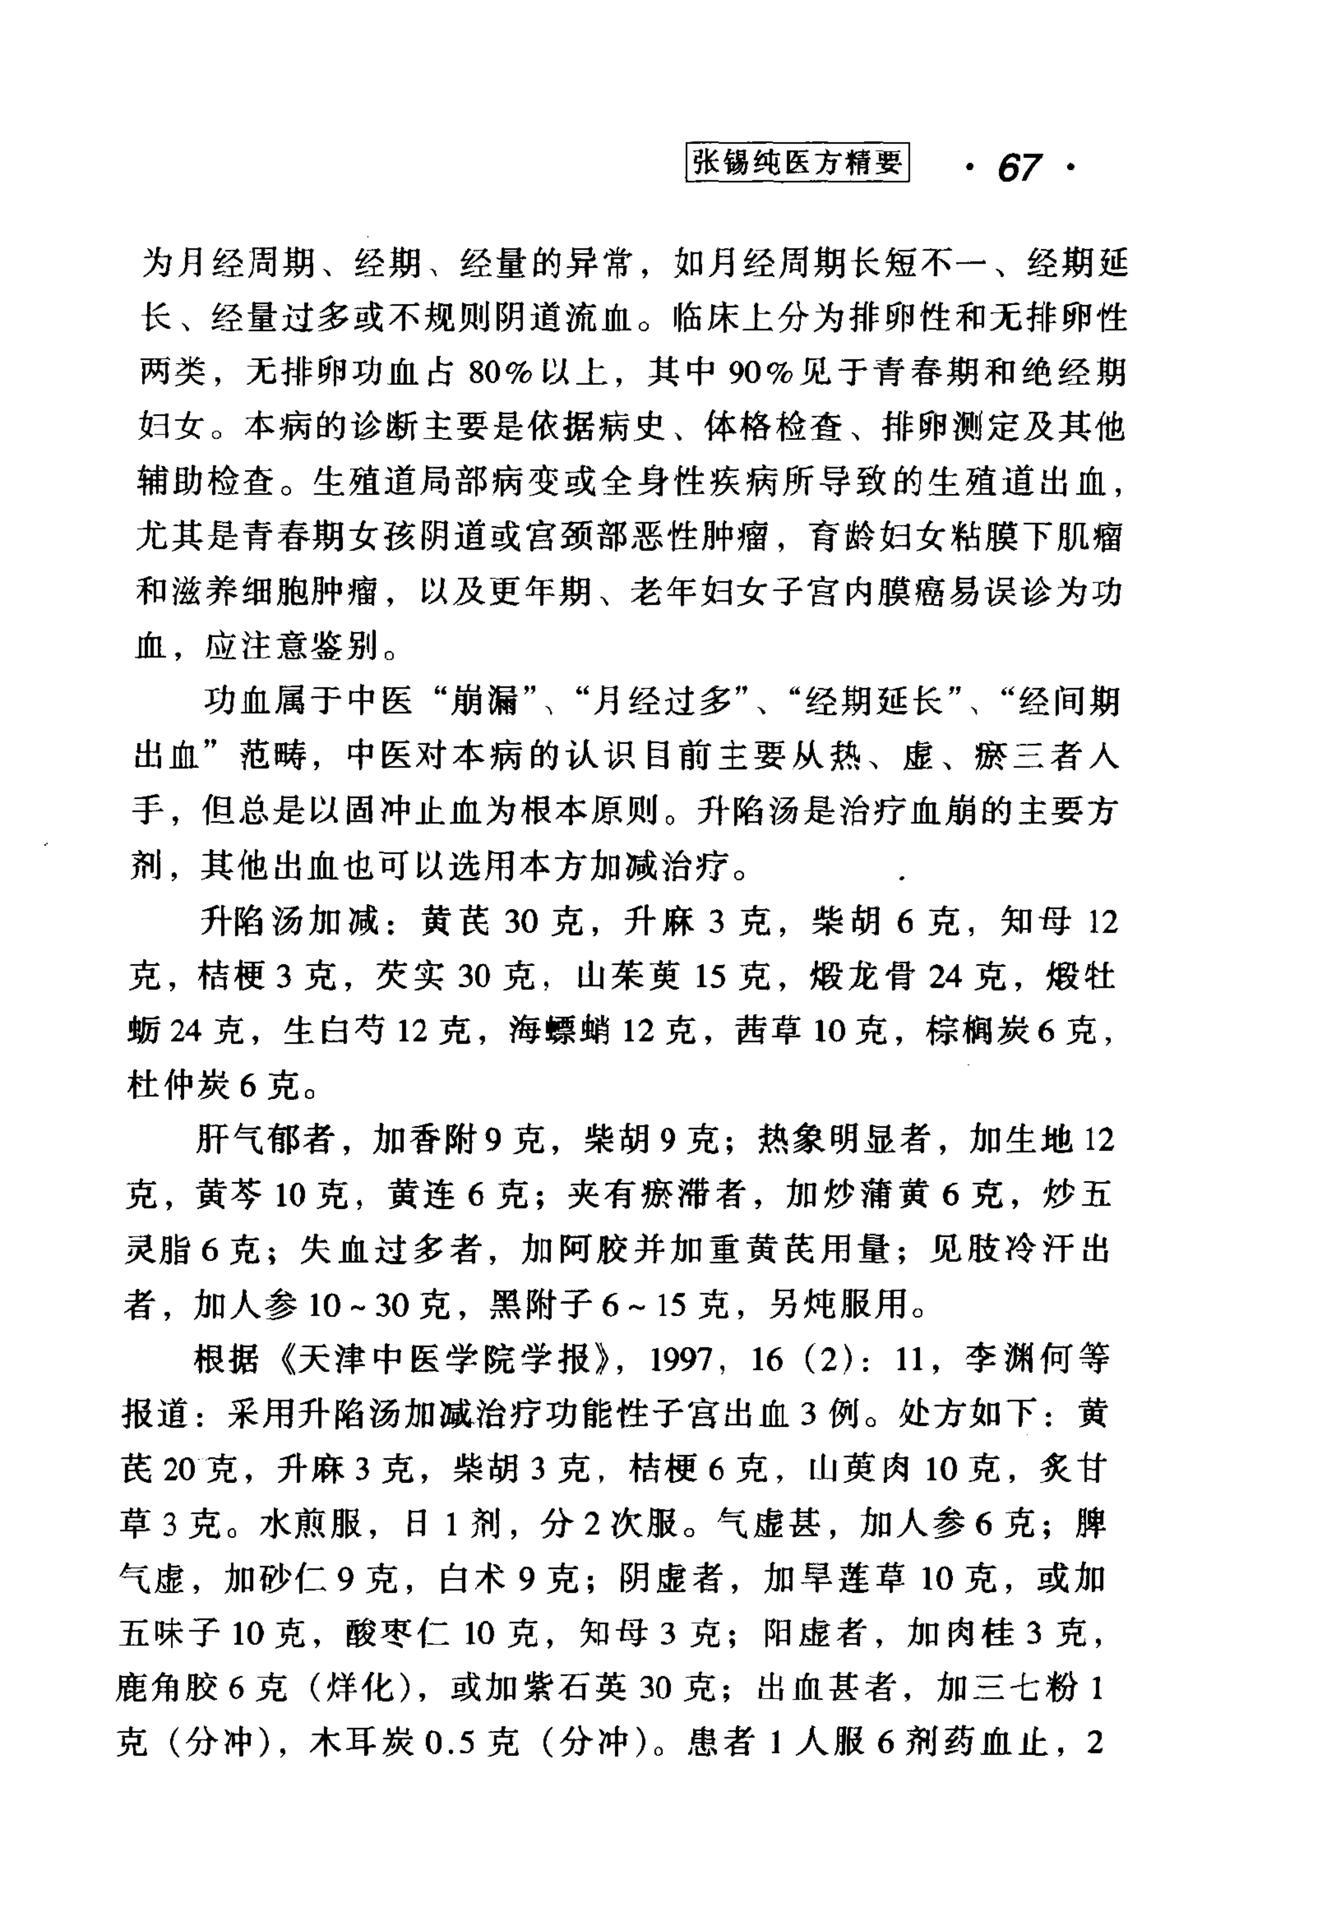 张锡纯医方精要 · 67 ·
为月经周期、经期、经量的异常，如月经周期长短不一、经期延
长、经量过多或不规则阴道流血。临床上分为排卵性和无排卵性
两类，无排卵功血占 80%以上，其中 90%见于青春期和绝经期
妇女。本病的诊断主要是依据病史、体格检查、排卵测定及其他
辅助检查。生殖道局部病变或全身性疾病所导致的生殖道出血，
尤其是青春期女孩阴道或宫颈部恶性肿瘤，育龄妇女粘膜下肌瘤
和滋养细胞肿瘤，以及更年期、老年妇女子宫内膜癌易误诊为功
血，应注意鉴别。
功血属于中医“崩漏”、“月经过多”、“经期延长”、“经间期
出血”范畴，中医对本病的认识目前主要从热、虚、瘀三者人
手，但总是以固冲止血为根本原则。升陷汤是治疗血崩的主要方
剂，其他出血也可以选用本方加减治疗。
升陷汤加减：黄芪 30 克，升麻 3 克，柴胡 6 克，知母 12
克，桔梗 3 克，芡实 30 克，山茱萸 15 克，煅龙骨 24 克，煅牡
蛎 24 克，生白芍 12 克，海螵蛸 12 克，茜草 10 克，棕榈炭 6 克，
杜仲炭 6 克。
肝气郁者，加香附 9 克，柴胡 9 克；热象明显者，加生地 12
克，黄芩 10 克，黄连 6 克；夹有瘀滞者，加炒蒲黄 6 克，炒五
灵脂 6 克；失血过多者，加阿胶并加重黄芪用量；见肢冷汗出
者，加人参 10～30 克，黑附子 6～15 克，另炖服用。
根据《天津中医学院学报》，1997，16（2）：11，李渊何等
报道：采用升陷汤加减治疗功能性子宫出血 3 例。处方如下：黄
芪 20 克，升麻 3 克，柴胡 3 克，桔梗 6 克，山萸肉 10 克，炙甘
草 3 克。水煎服，日 1 剂，分 2 次服。气虚甚，加人参 6 克；脾
气虚，加砂仁 9 克，白术 9 克；阴虚者，加旱莲草 10 克，或加
五味子 10 克，酸枣仁 10 克，知母 3 克；阳虚者，加肉桂 3 克，
鹿角胶 6 克（烊化），或加紫石英 30 克；出血甚者，加三七粉 1
克（分冲），木耳炭 0.5 克（分冲）。患者 1 人服 6 剂药血止，2